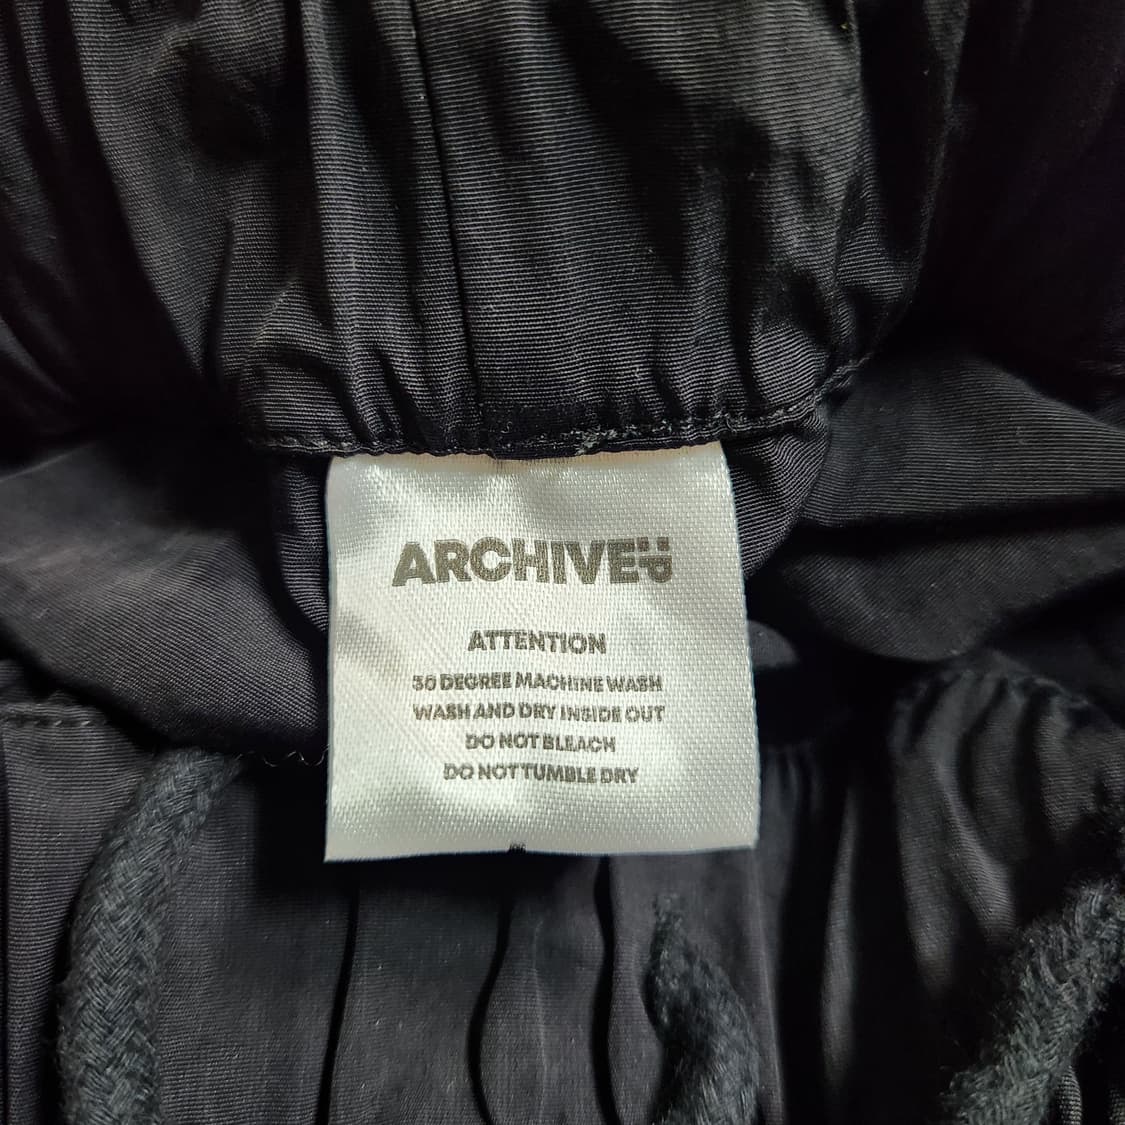 ARCHIVE
ATTENTION
30 DEGREE MACHINE WASH
WASH AND DRY INSIDE OUT
DO NOT BLEACH
DO NOT TUMBLE DRY